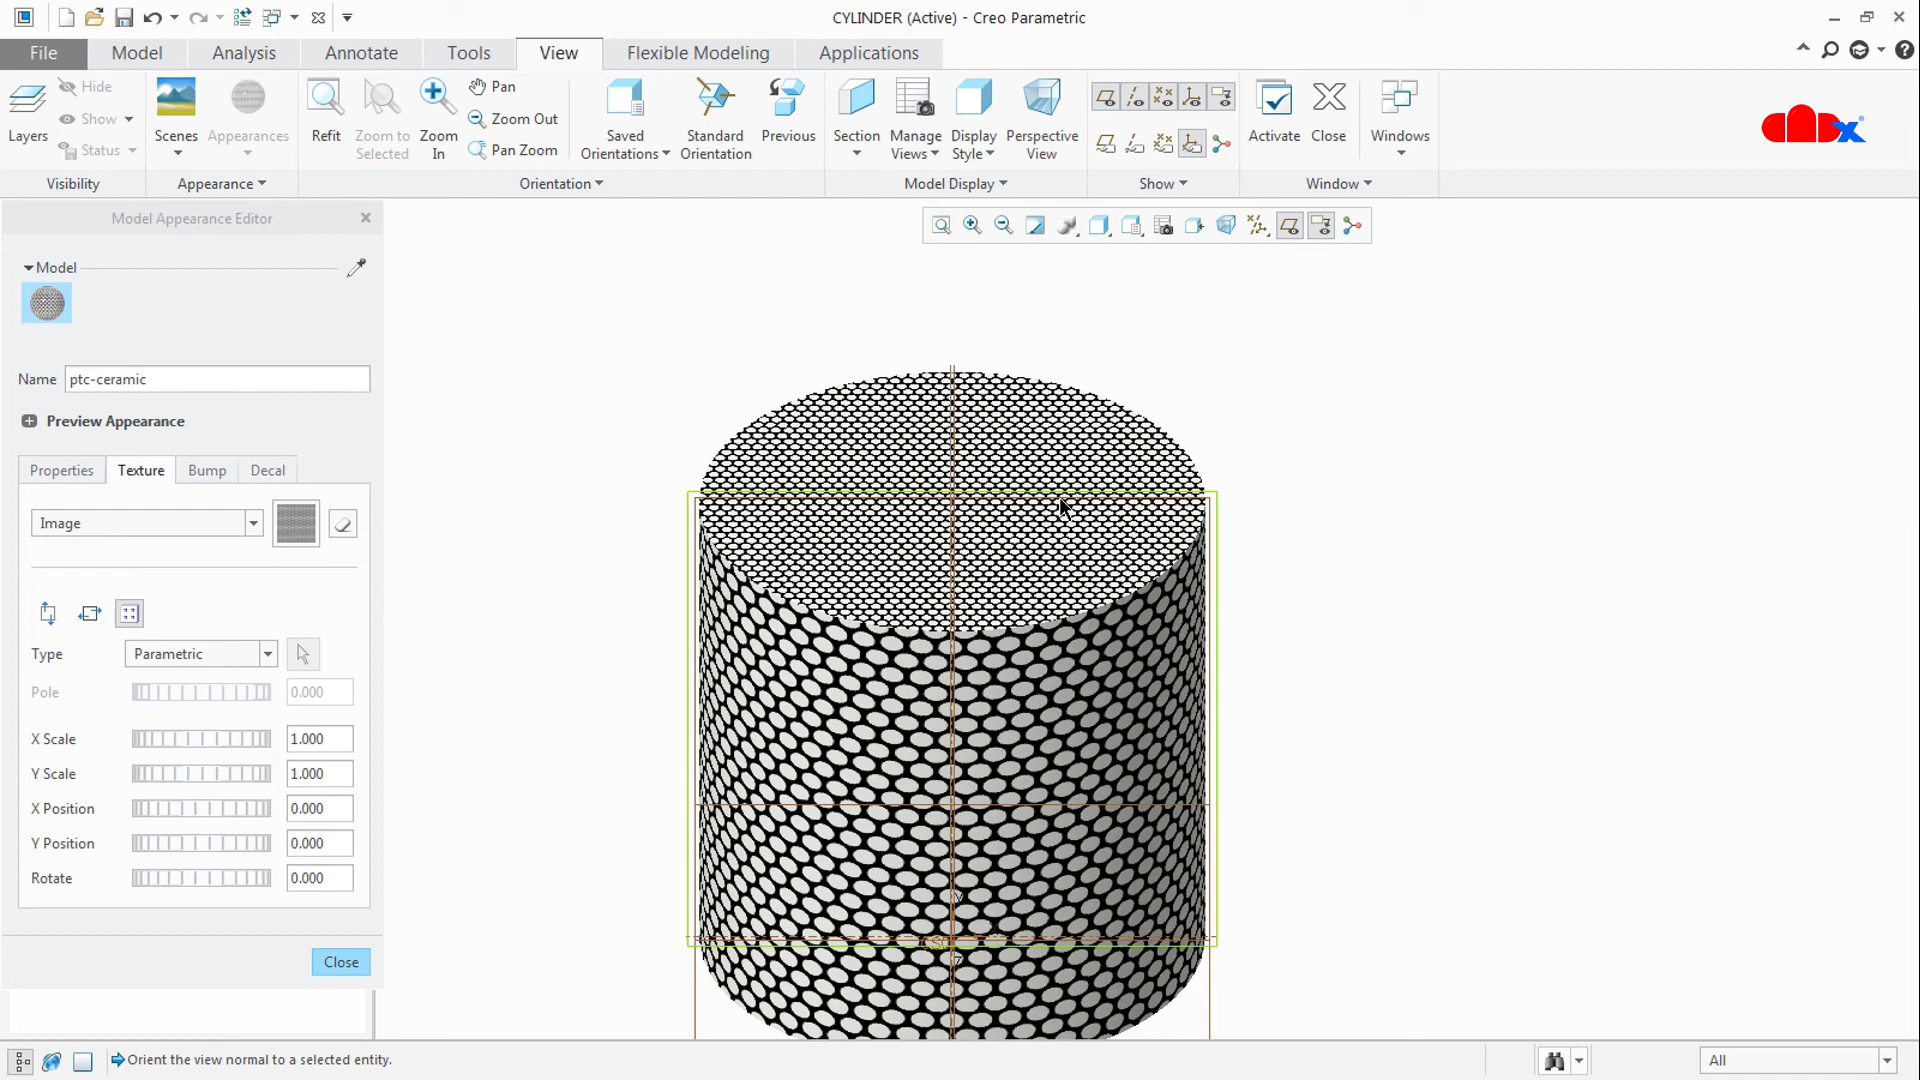 CYLINDER (Active) - Creo Parametric
File
Model
Analysis
Annotate
Tools
View
Flexible Modeling
Applications
Layers
Hide
Show
Status
Visibility
Scenes
Appearances
Appearance
Refit
Zoom to
Selected
Zoom
In
Pan
Zoom Out
Pan Zoom
Saved
Orientations
Standard
Orientation
Previous
Orientation
Section
Manage
Views
Display
Style
Perspective
View
Model Display
Show
Activate
Close
Windows
Window
Model Appearance Editor
Model
Name
ptc-ceramic
Preview Appearance
Properties
Texture
Bump
Decal
Image
Type
Parametric
Pole
0.000
X Scale
1.000
Y Scale
1.000
X Position
0.000
Y Position
0.000
Rotate
0.000
Close
Orient the view normal to a selected entity.
All